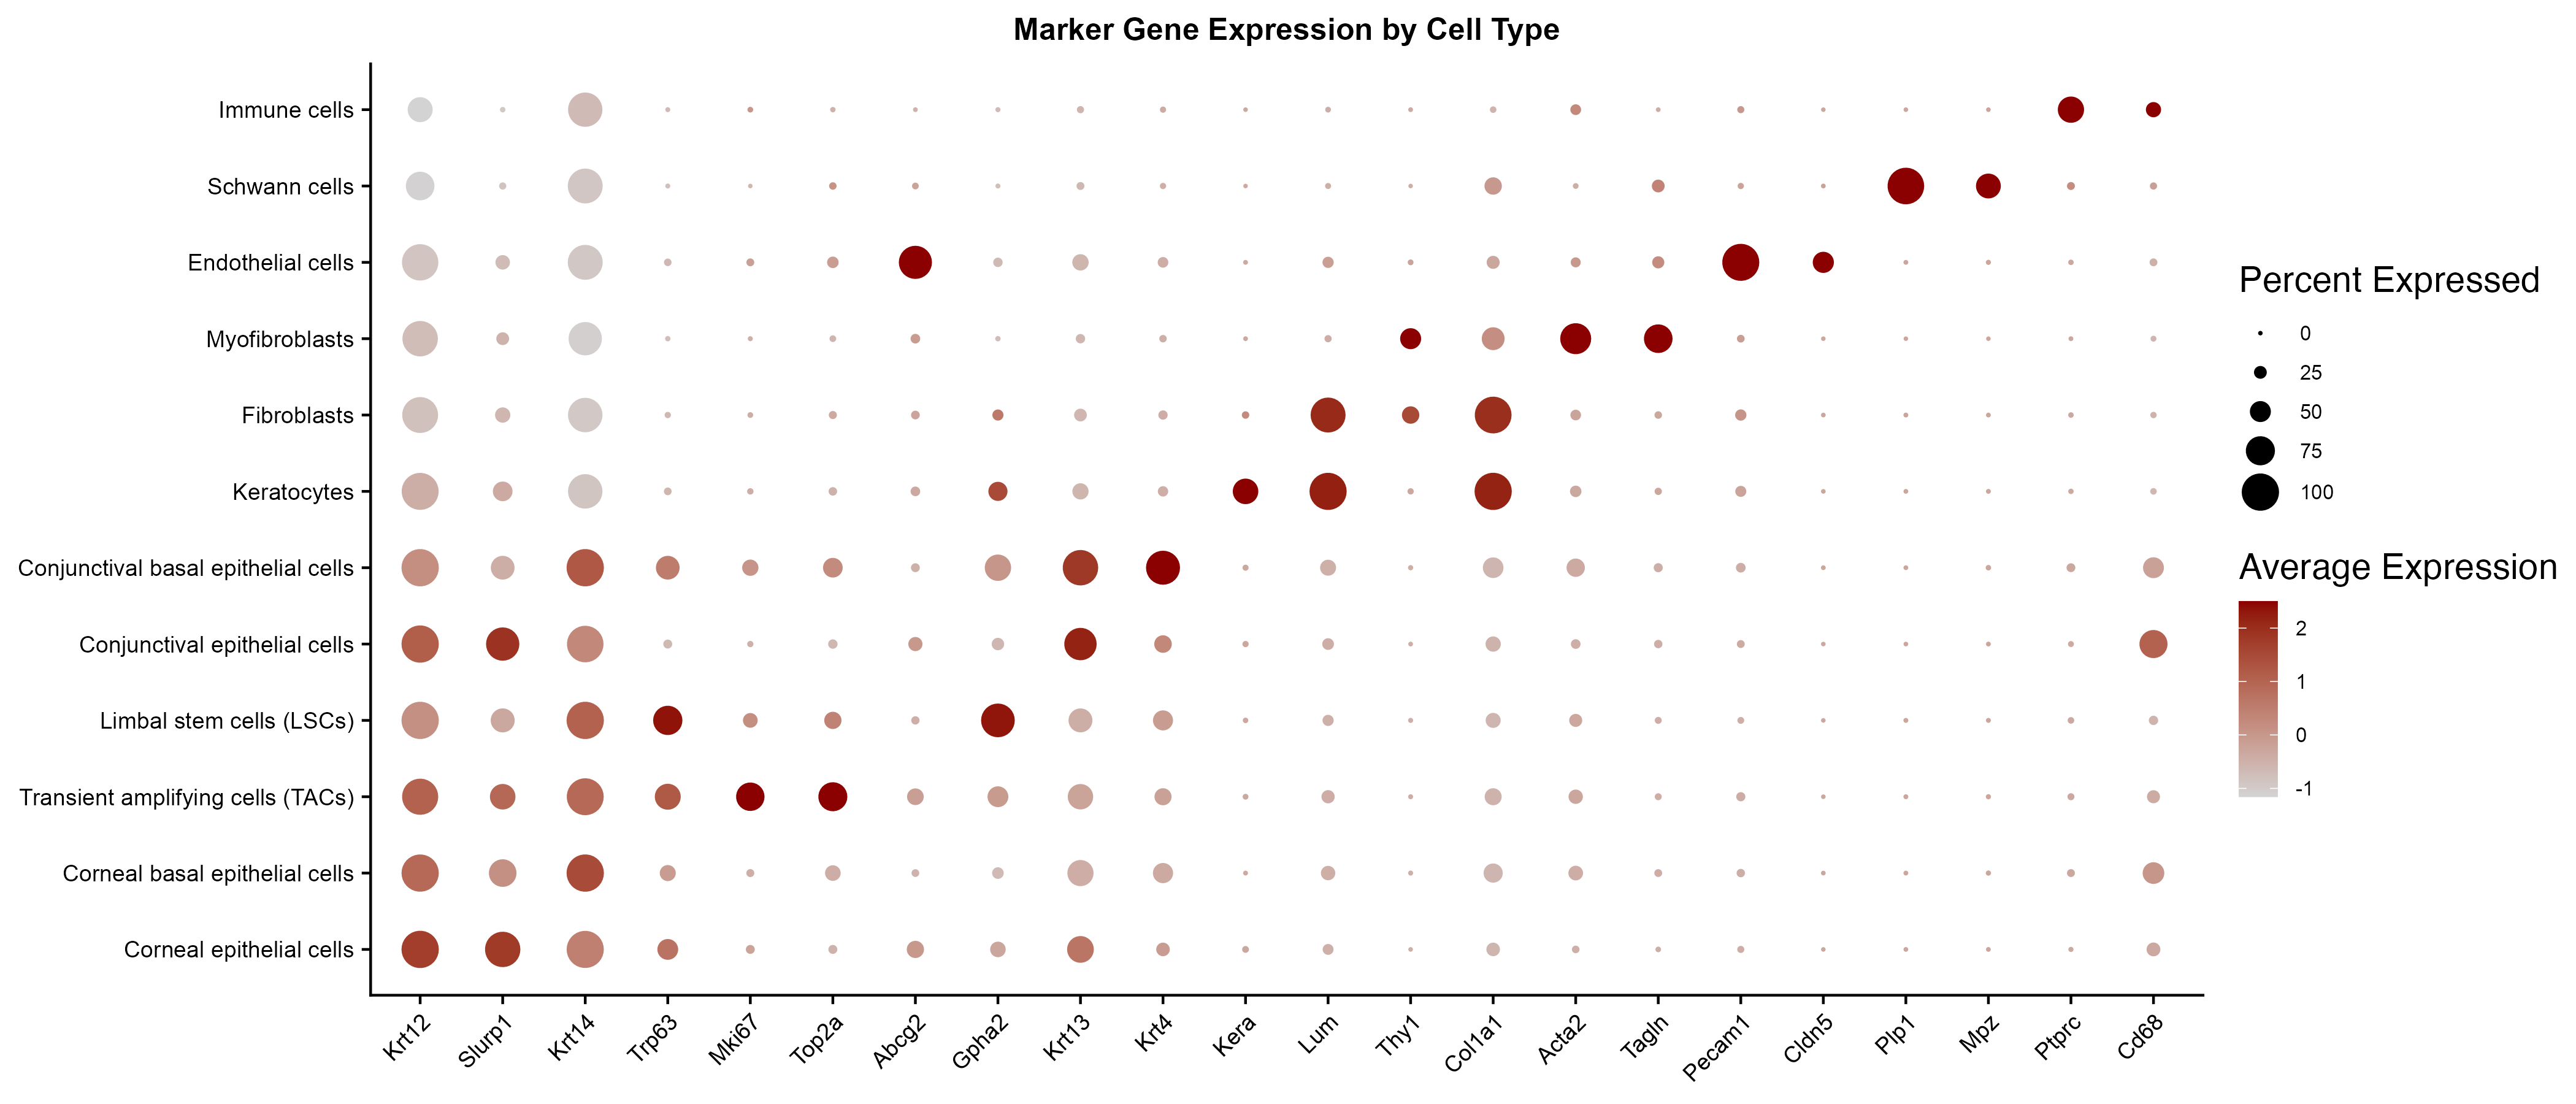 Marker Gene Expression by Cell Type
Immune cells
Schwann cells
Endothelial cells
Myofibroblasts
Fibroblasts
Keratocytes
Conjunctival basal epithelial cells
Conjunctival epithelial cells
Limbal stem cells (LSCs)
Transient amplifying cells (TACs)
Corneal basal epithelial cells
Corneal epithelial cells
Krt12
Slurp1
Krt14
Trp63
Mki67
Top2a
Abcg2
Gpha2
Krt13
Krt4
Kera
Lum
Thy1
Col1a1
Acta2
Tagln
Pecam1
Cldn5
Plp1
Mpz
Ptprc
Cd68
Percent Expressed
0
25
50
75
100
Average Expression
2
1
0
-1